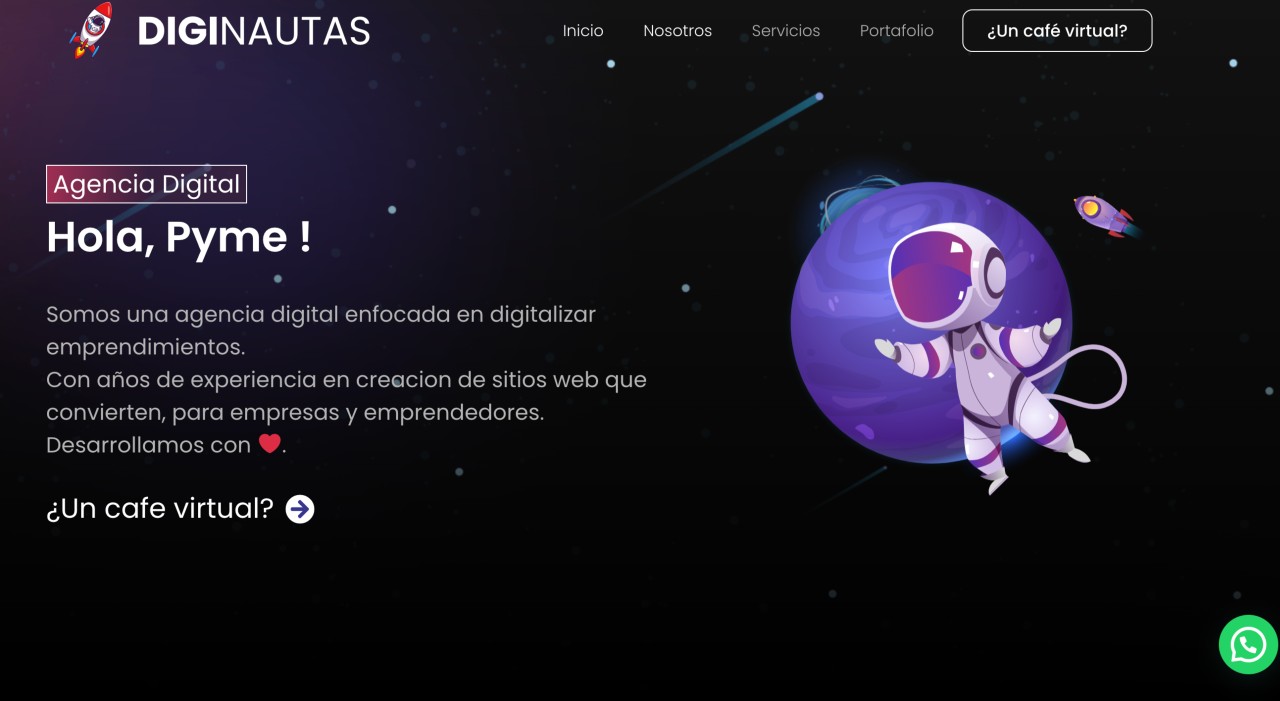 DIGINAUTAS
Inicio
Nosotros
Servicios
Portafolio
¿Un café virtual?
Agencia Digital
Hola, Pyme !
Somos una agencia digital enfocada en digitalizar
emprendimientos.
Con años de experiencia en creacion de sitios web que
convierten, para empresas y emprendedores.
Desarrollamos con ❤️.
¿Un cafe virtual?